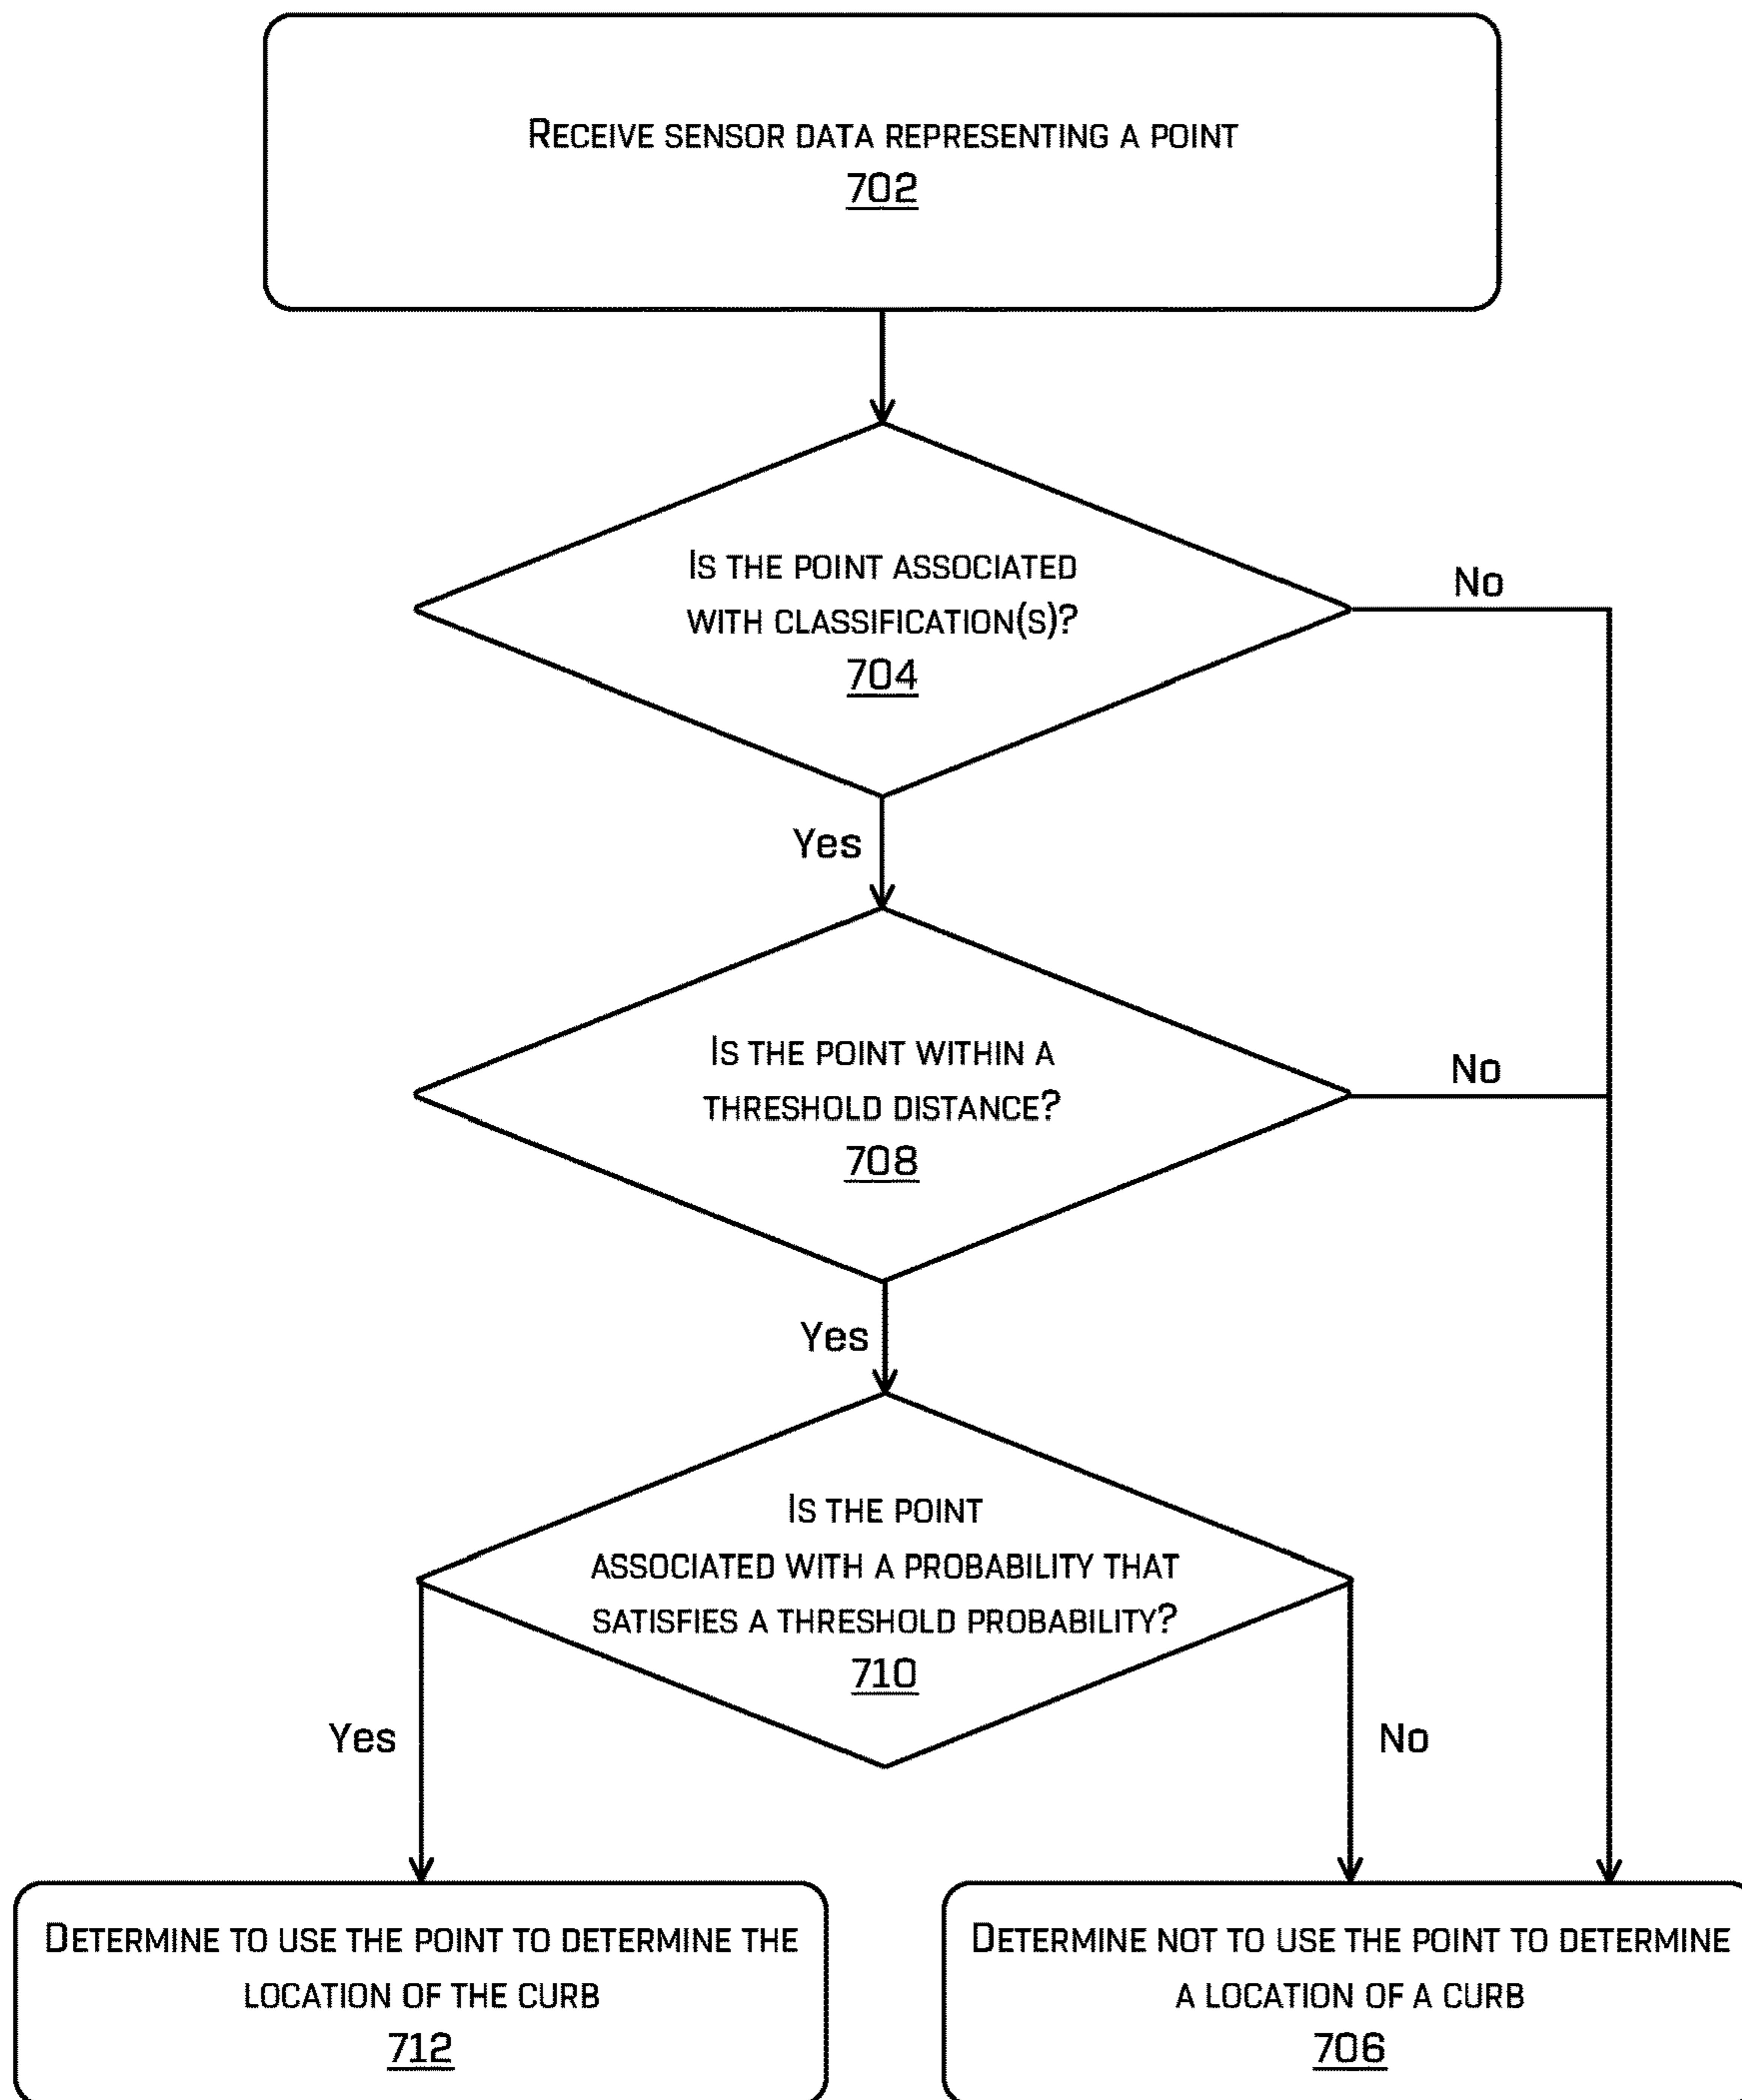 RECEIVE SENSOR DATA REPRESENTING A POINT
702
IS THE POINT ASSOCIATED
WITH CLASSIFICATION(S)?
704
No
Yes
IS THE POINT WITHIN A
THRESHOLD DISTANCE?
708
No
Yes
IS THE POINT
ASSOCIATED WITH A PROBABILITY THAT
SATISFIES A THRESHOLD PROBABILITY?
710
Yes
No
DETERMINE TO USE THE POINT TO DETERMINE THE
LOCATION OF THE CURB
712
DETERMINE NOT TO USE THE POINT TO DETERMINE
A LOCATION OF A CURB
706